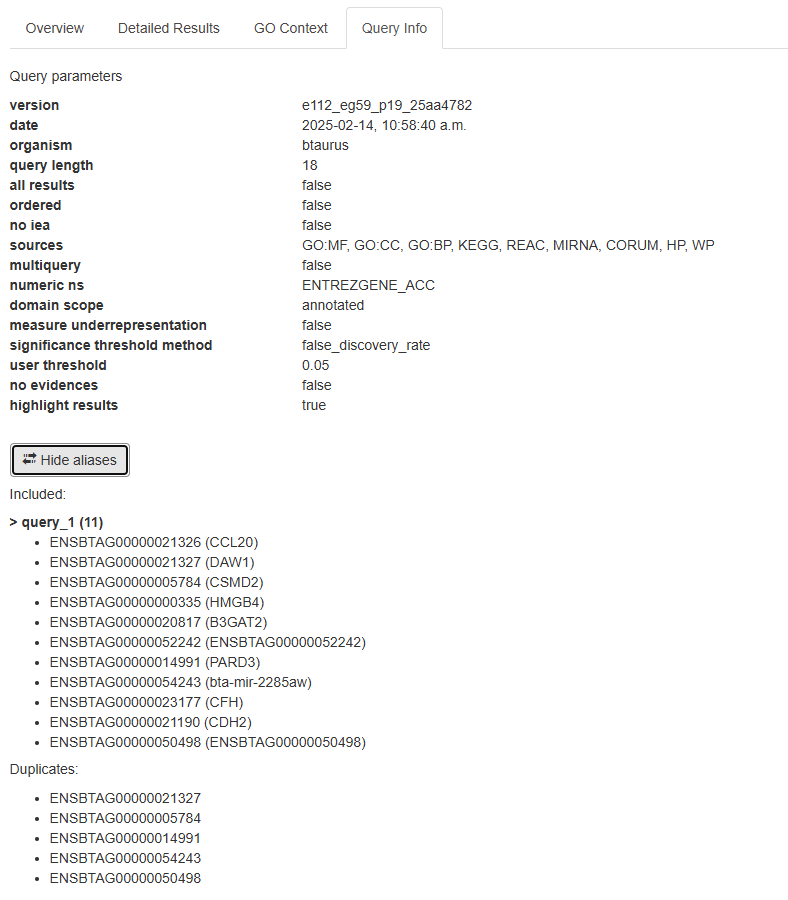 Overview Detailed Results GO Context Query Info
Query parameters
version e112_eg59_p19_25aa4782
date 2025-02-14, 10:58:40 a.m.
organism btaurus
query length 18
all results false
ordered false
no iea false
sources GO:MF, GO:CC, GO:BP, KEGG, REAC, MIRNA, CORUM, HP, WP
multiquery false
numeric ns ENTREZGENE_ACC
domain scope annotated
measure underrepresentation false
significance threshold method false_discovery_rate
user threshold 0.05
no evidences false
highlight results true
Hide aliases
Included:
> query_1 (11)
• ENSBTAG00000021326 (CCL20)
• ENSBTAG00000021327 (DAW1)
• ENSBTAG00000005784 (CSMD2)
• ENSBTAG00000000335 (HMGB4)
• ENSBTAG00000020817 (B3GAT2)
• ENSBTAG00000052242 (ENSBTAG00000052242)
• ENSBTAG00000014991 (PARD3)
• ENSBTAG00000054243 (bta-mir-2285aw)
• ENSBTAG00000023177 (CFH)
• ENSBTAG00000021190 (CDH2)
• ENSBTAG00000050498 (ENSBTAG00000050498)
Duplicates:
• ENSBTAG00000021327
• ENSBTAG00000005784
• ENSBTAG00000014991
• ENSBTAG00000054243
• ENSBTAG00000050498